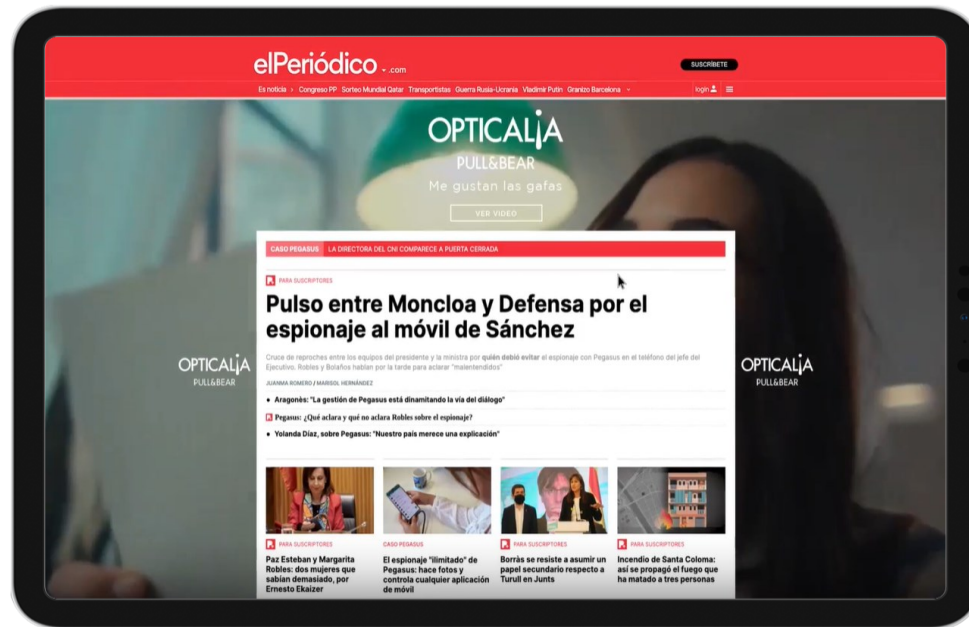 elPeriódico .com
SUSCRÍBETE
Es noticia > Congreso PP Sorteo Mundial Qatar Transportistas Guerra Rusia-Ucrania Vladimir Putin Granizo Barcelona
login
OPTICALiA
PULL&BEAR
Me gustan las gafas
VER VIDEO
CASO PEGASUS LA DIRECTORA DEL CNI COMPARECE A PUERTA CERRADA
PARA SUSCRIPTORES
Pulso entre Moncloa y Defensa por el
espionaje al móvil de Sánchez
Cruce de reproches entre los equipos del presidente y la ministra por quién debió evitar el espionaje con Pegasus en el teléfono del jefe del
Ejecutivo. Robles y Bolaños hablan por la tarde para aclarar "malentendidos"
JUANMA ROMERO / MARISOL HERNÁNDEZ
• Aragonès: "La gestión de Pegasus está dinamitando la vía del diálogo"
Pegasus: ¿Qué aclara y qué no aclara Robles sobre el espionaje?
• Yolanda Díaz, sobre Pegasus: "Nuestro país merece una explicación"
OPTICALiA
PULL&BEAR
OPTICALiA
PULL&BEAR
PARA SUSCRIPTORES
Paz Esteban y Margarita
Robles: dos mujeres que
sabían demasiado, por
Ernesto Ekaizer
CASO PEGASUS
El espionaje "ilimitado" de
Pegasus: hace fotos y
controla cualquier aplicación
de móvil
PARA SUSCRIPTORES
Borràs se resiste a asumir un
papel secundario respecto a
Turull en Junts
PARA SUSCRIPTORES
Incendio de Santa Coloma:
así se propagó el fuego que
ha matado a tres personas